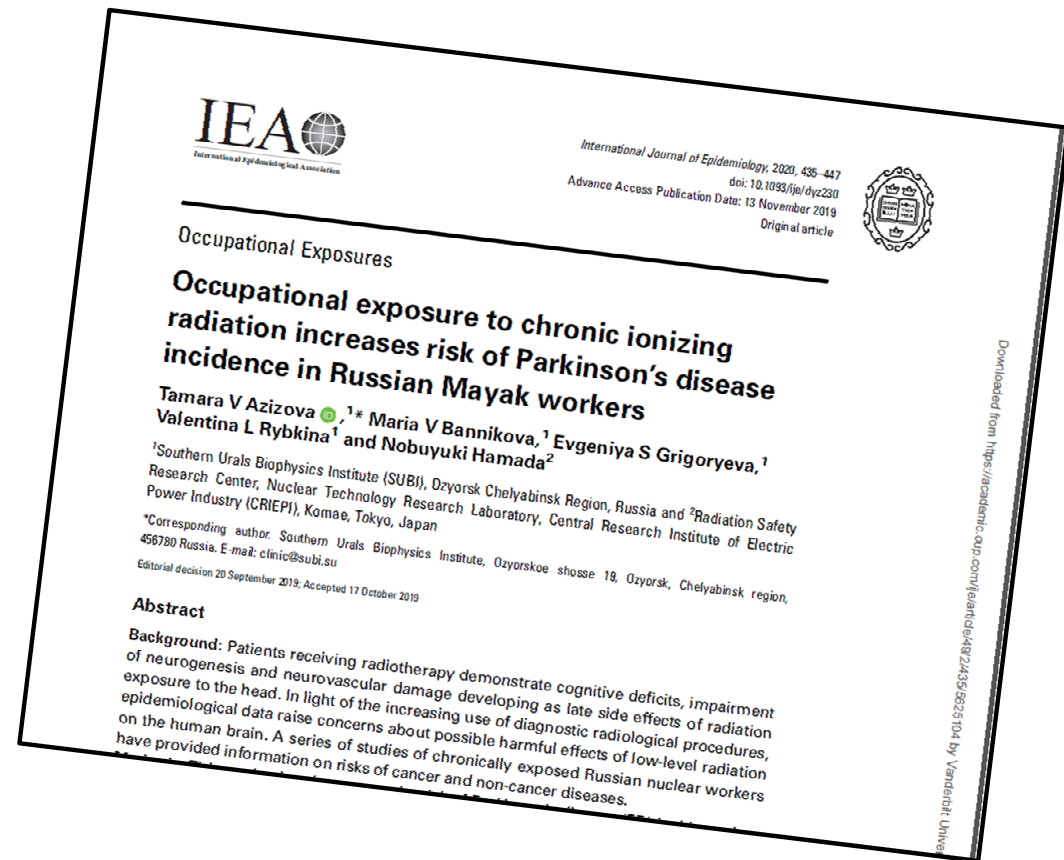 IEA
International Epidemiological Association
International Journal of Epidemiology, 2020, 435–447
doi: 10.1093/ije/dyz230
Advance Access Publication Date: 13 November 2019
Original article
Occupational Exposures
Occupational exposure to chronic ionizing
radiation increases risk of Parkinson’s disease
incidence in Russian Mayak workers
Tamara V Azizova iD ,1* Maria V Bannikova,1 Evgeniya S Grigoryeva,1
Valentina L Rybkina1 and Nobuyuki Hamada2
1Southern Urals Biophysics Institute (SUBI), Ozyorsk Chelyabinsk Region, Russia and 2Radiation Safety
Research Center, Nuclear Technology Research Laboratory, Central Research Institute of Electric
Power Industry (CRIEPI), Komae, Tokyo, Japan
*Corresponding author. Southern Urals Biophysics Institute, Ozyorskoe shosse 19, Ozyorsk, Chelyabinsk region,
456780 Russia. E-mail: clinic@subi.su
Editorial decision 20 September 2019; Accepted 17 October 2019
Abstract
Background: Patients receiving radiotherapy demonstrate cognitive deficits, impairment
of neurogenesis and neurovascular damage developing as late side effects of radiation
exposure to the head. In light of the increasing use of diagnostic radiological procedures,
epidemiological data raise concerns about possible harmful effects of low-level radiation
on the human brain. A series of studies of chronically exposed Russian nuclear workers
have provided information on risks of cancer and non-cancer diseases.
Downloaded from https://academic.oup.com/ije/article/49/2/435/5625104 by Vanderbilt Univer